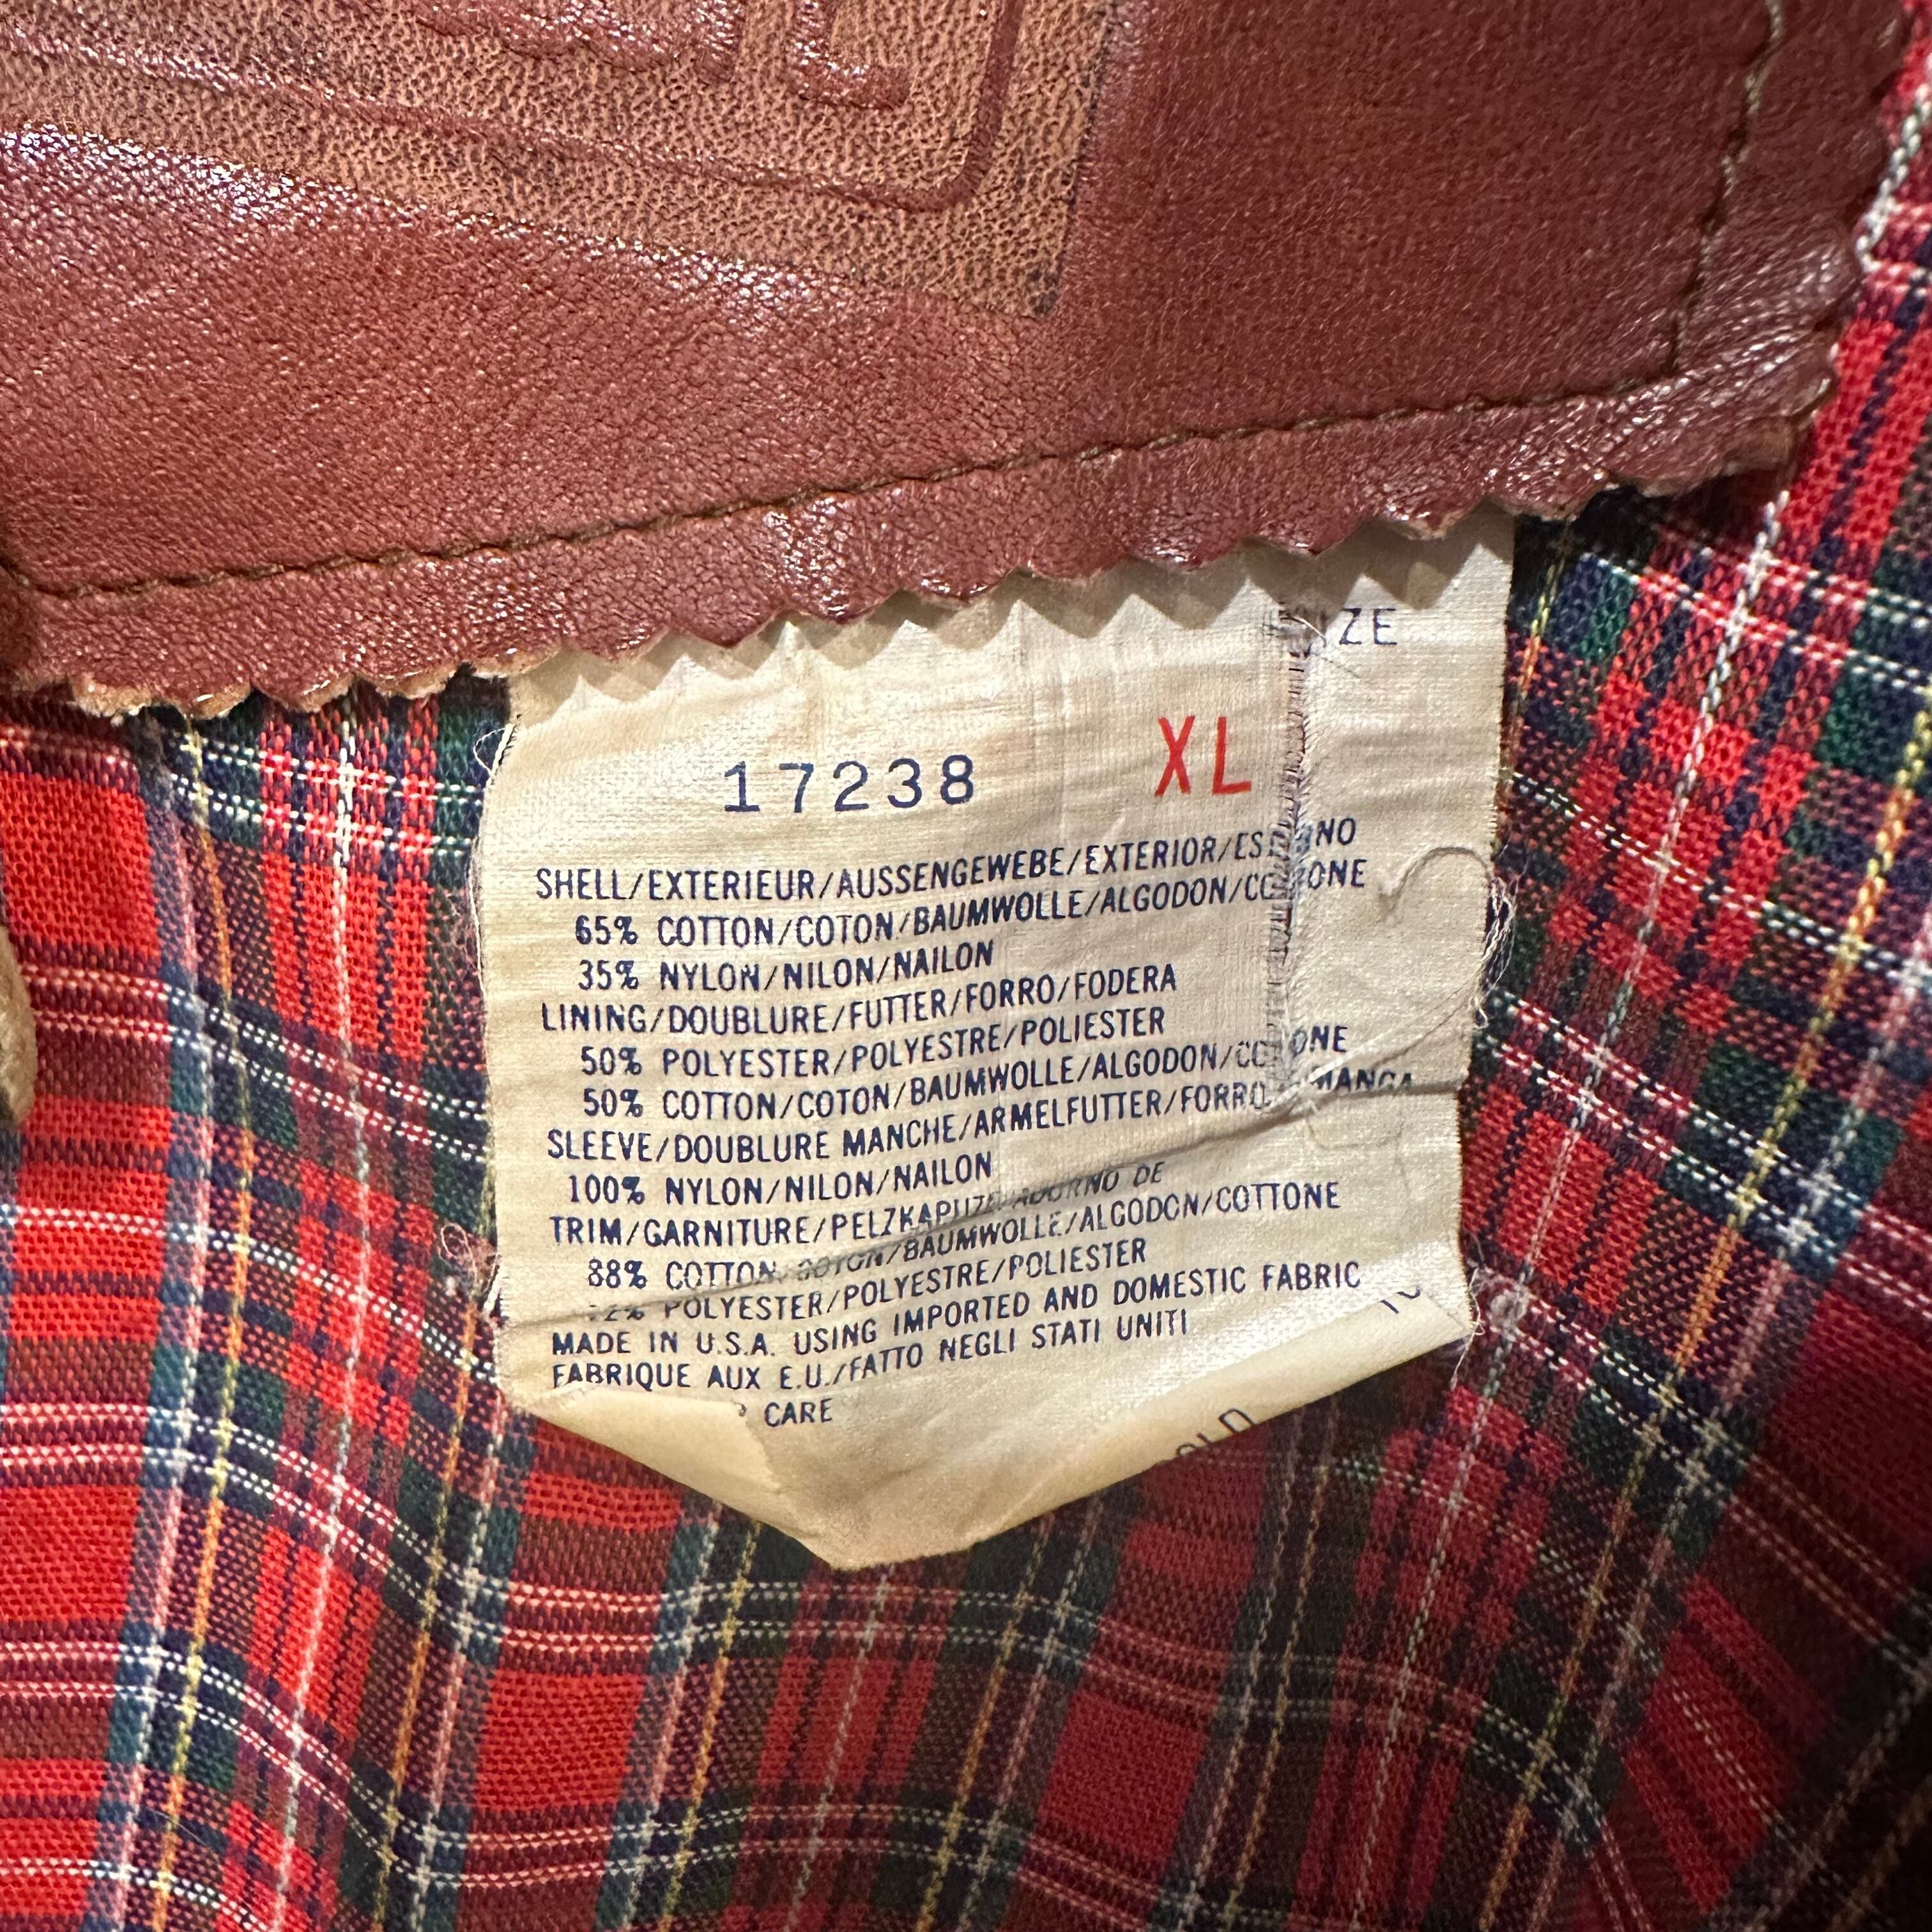 17238 XL
SHELL/EXTERIEUR/AUSSENGEWEBE/EXTERIOR/
65% COTTON/COTON/BAUMWOLLE/ALGODON/
35% NYLON/NILON/NAILON
LINING/DOUBLURE/FUTTER/FORRO/FODERA
50% POLYESTER/POLYESTRE/POLIESTER
50% COTTON/COTON/BAUMWOLLE/ALGODON/
SLEEVE/DOUBLURE MANCHE/ARMELFUTTER/FORRO MANGA
100% NYLON/NILON/NAILON
TRIM/GARNITURE/PELZKAPUZE/ADORNO DE
88% COTTON/COTON/BAUMWOLLE/ALGODON/COTTONE
POLYESTER/POLYESTRE/POLIESTER
MADE IN U.S.A. USING IMPORTED AND DOMESTIC FABRIC
FABRIQUE AUX E.U./FATTO NEGLI STATI UNITI
CARE